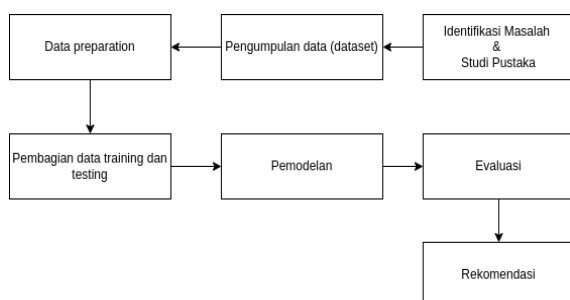 Identifikasi Masalah
&
Studi Pustaka
Pengumpulan data (dataset)
Data preparation
Pembagian data training dan
testing
Pemodelan
Evaluasi
Rekomendasi